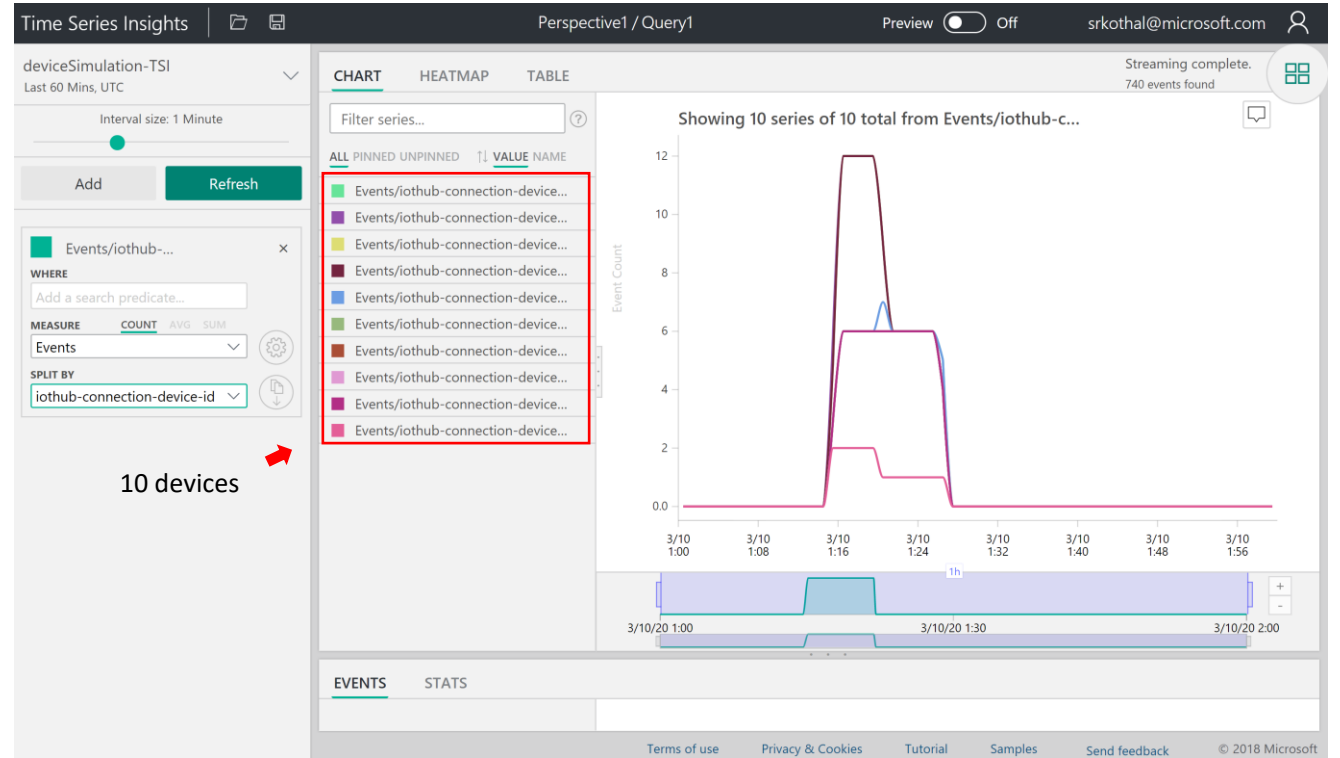 Time Series Insights
Perspective1 / Query1
Preview Off
srkothal@microsoft.com
deviceSimulation-TSI
Last 60 Mins, UTC
Interval size: 1 Minute
Add Refresh
Events/iothub-... ×
WHERE
Add a search predicate...
MEASURE COUNT AVG SUM
Events
SPLIT BY
iothub-connection-device-id
10 devices
CHART HEATMAP TABLE
Streaming complete.
740 events found
Filter series... ?
ALL PINNED UNPINNED VALUE NAME
Events/iothub-connection-device...
Events/iothub-connection-device...
Events/iothub-connection-device...
Events/iothub-connection-device...
Events/iothub-connection-device...
Events/iothub-connection-device...
Events/iothub-connection-device...
Events/iothub-connection-device...
Events/iothub-connection-device...
Events/iothub-connection-device...
Showing 10 series of 10 total from Events/iothub-c...
Event Count
12
10
8
6
4
2
0.0
3/10 3/10 3/10 3/10 3/10 3/10 3/10 3/10
1:00 1:08 1:16 1:24 1:32 1:40 1:48 1:56
1h
+
-
3/10/20 1:00 3/10/20 1:30 3/10/20 2:00
EVENTS STATS
Terms of use Privacy & Cookies Tutorial Samples Send feedback © 2018 Microsoft